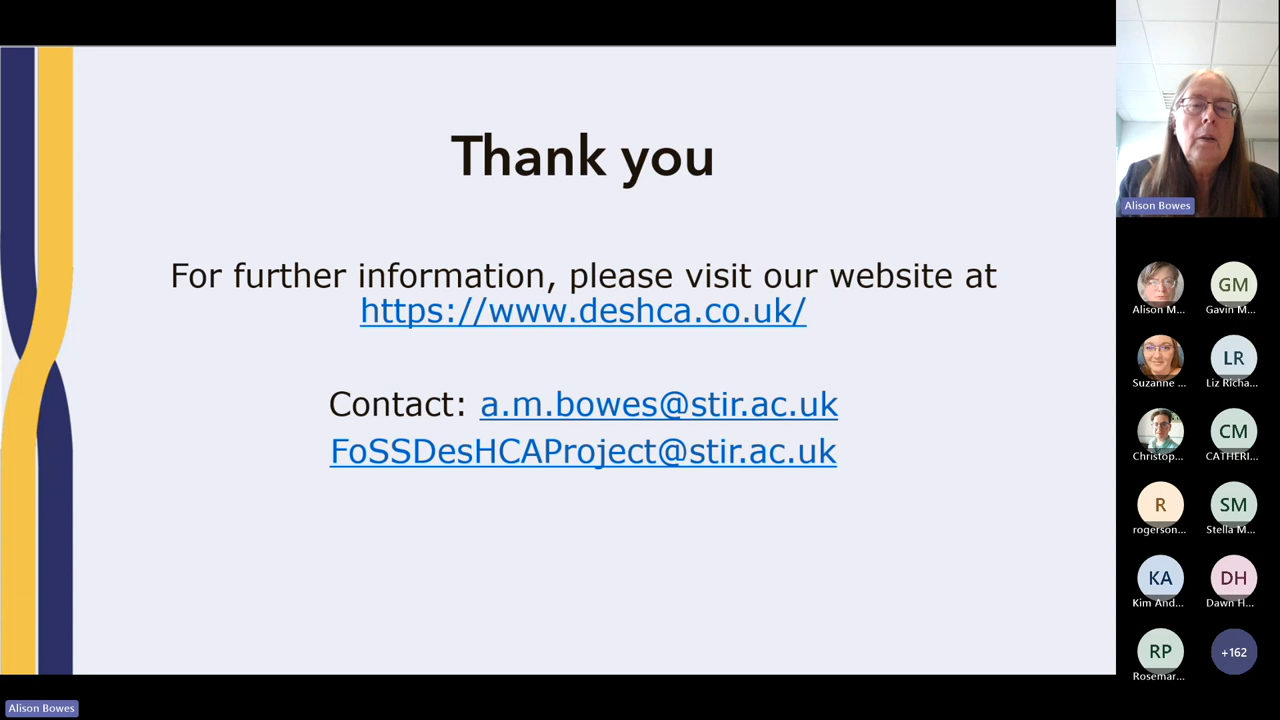 Thank you
For further information, please visit our website at
https://www.deshca.co.uk/
Contact: a.m.bowes@stir.ac.uk
FoSSDesHCAProject@stir.ac.uk
Alison Bowes
Alison Bowes
Alison M...
GM
Gavin M...
Suzanne ...
LR
Liz Richa...
Christop...
CM
CATHERI...
R
rogerson...
SM
Stella M...
KA
Kim And...
DH
Dawn H...
RP
Rosemar...
+162